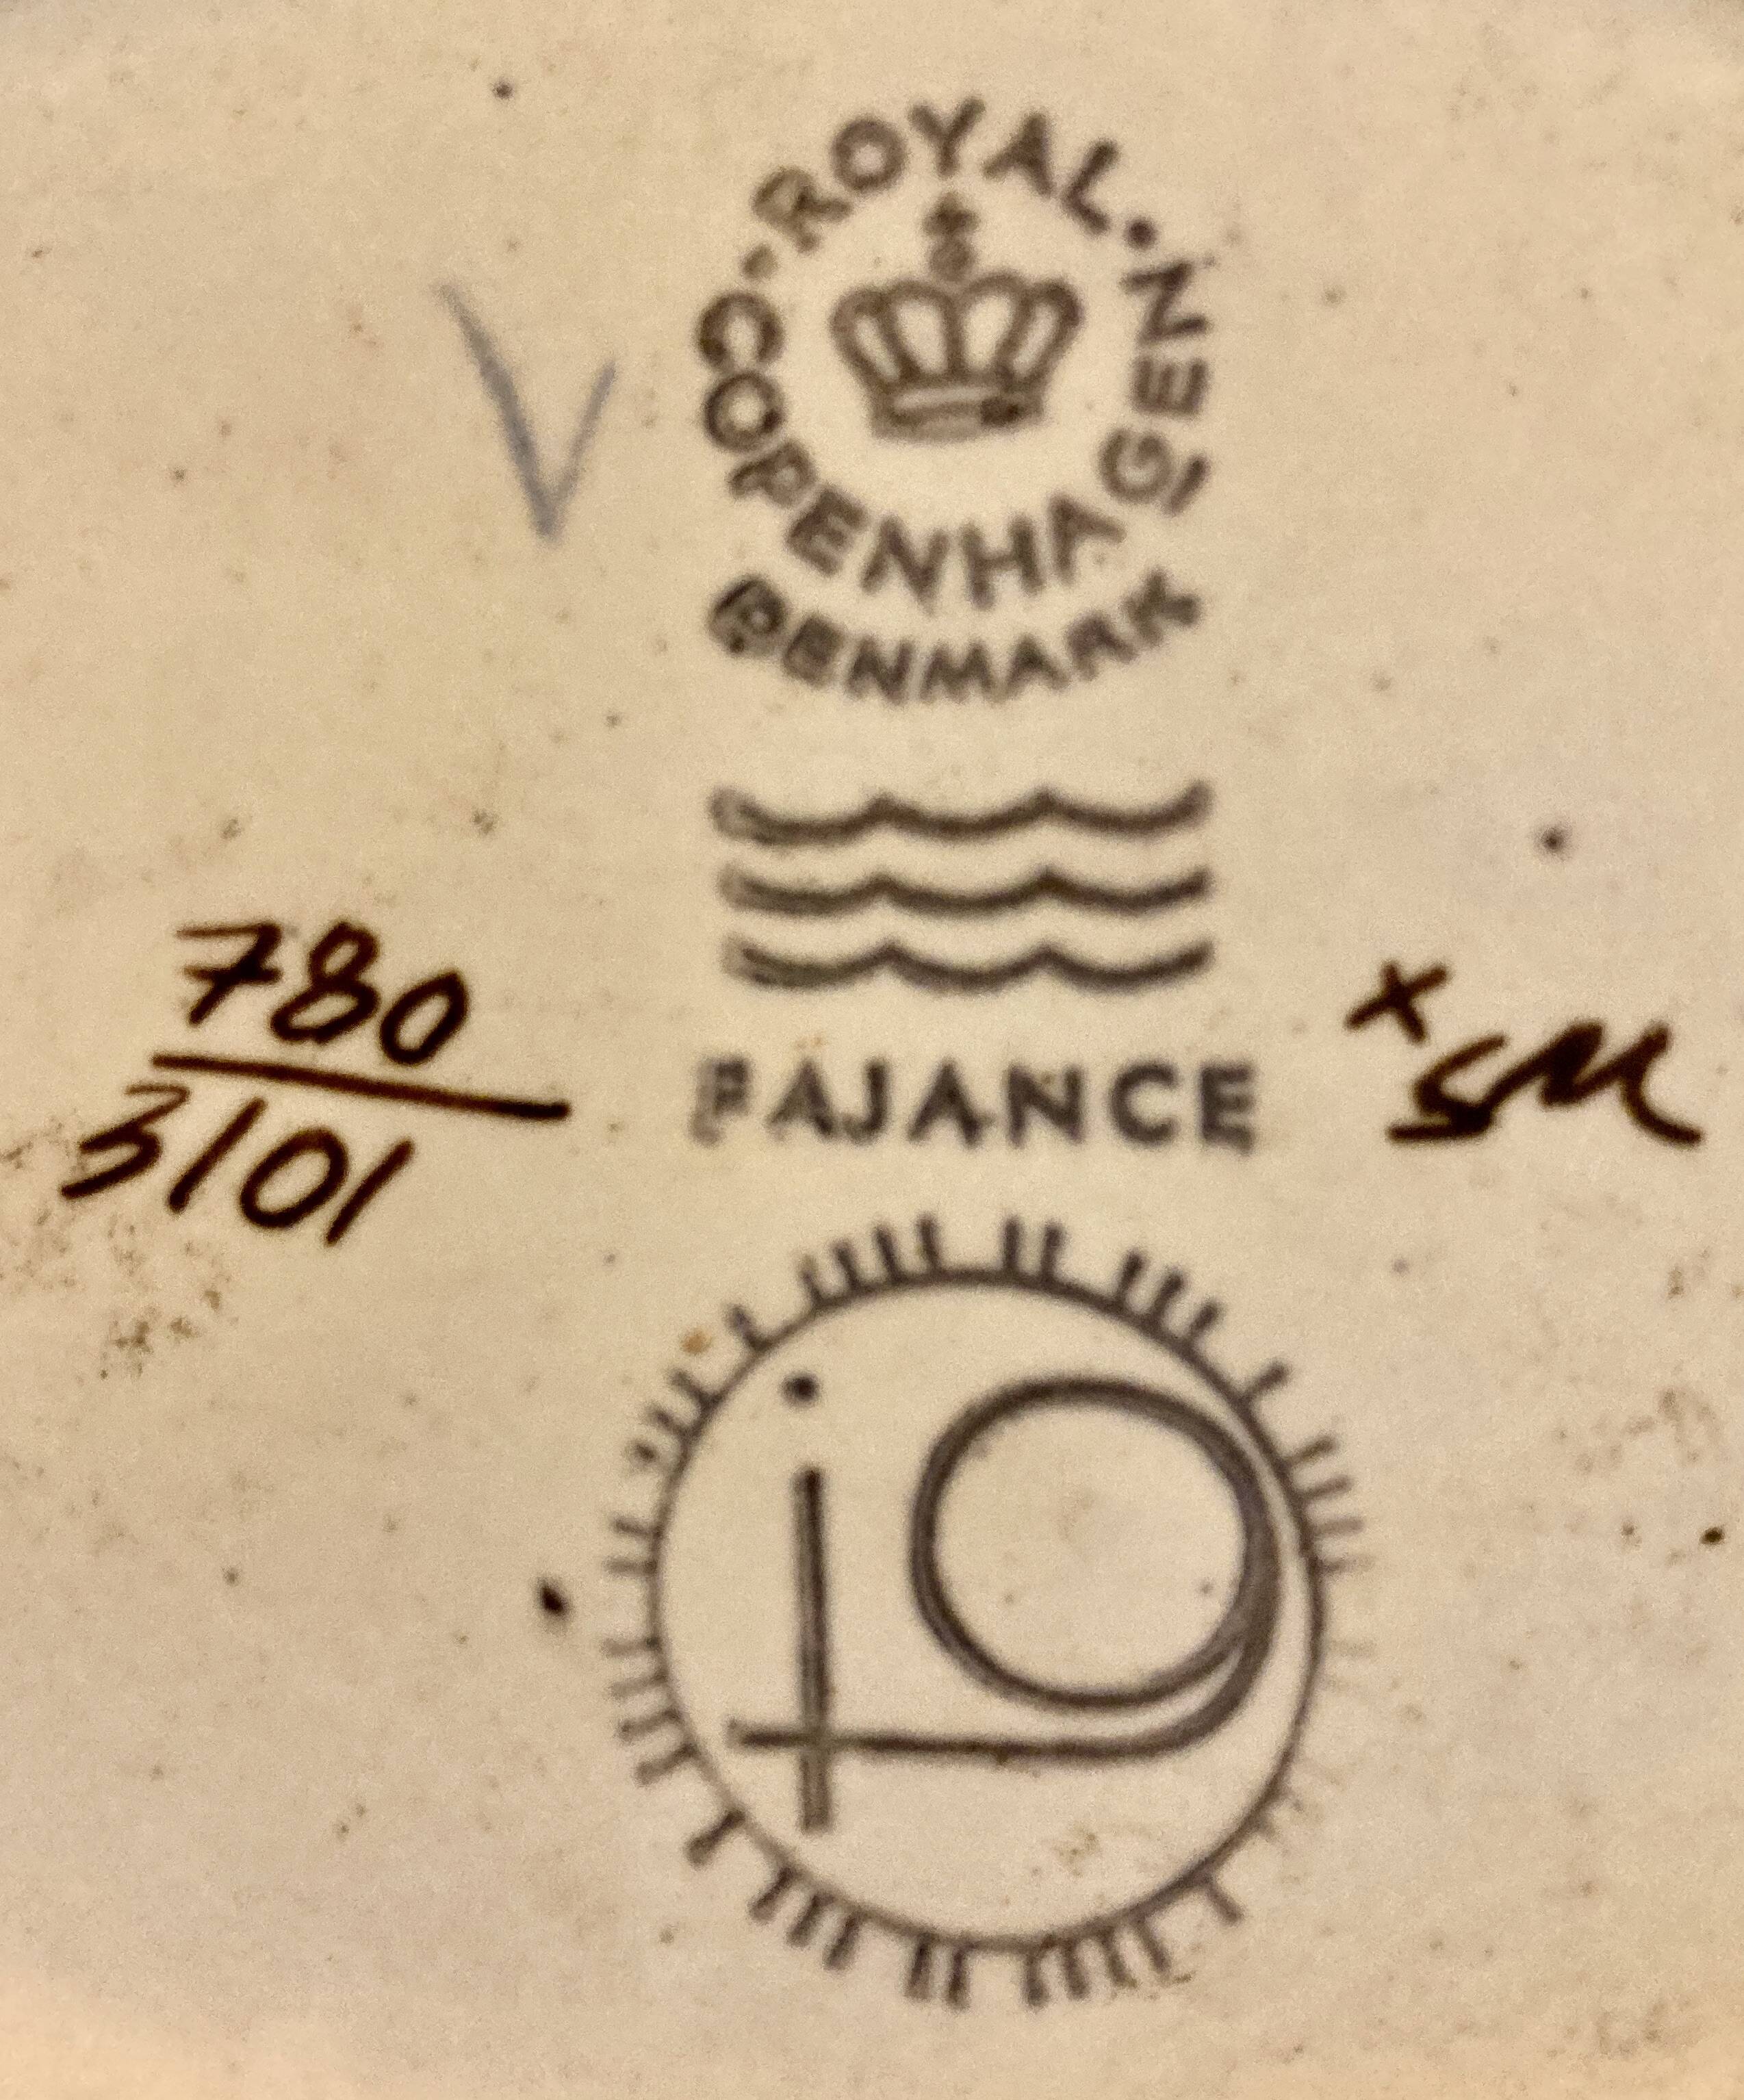 ROYAL
COPENHAGEN
DENMARK
780
3101
FAJANCE